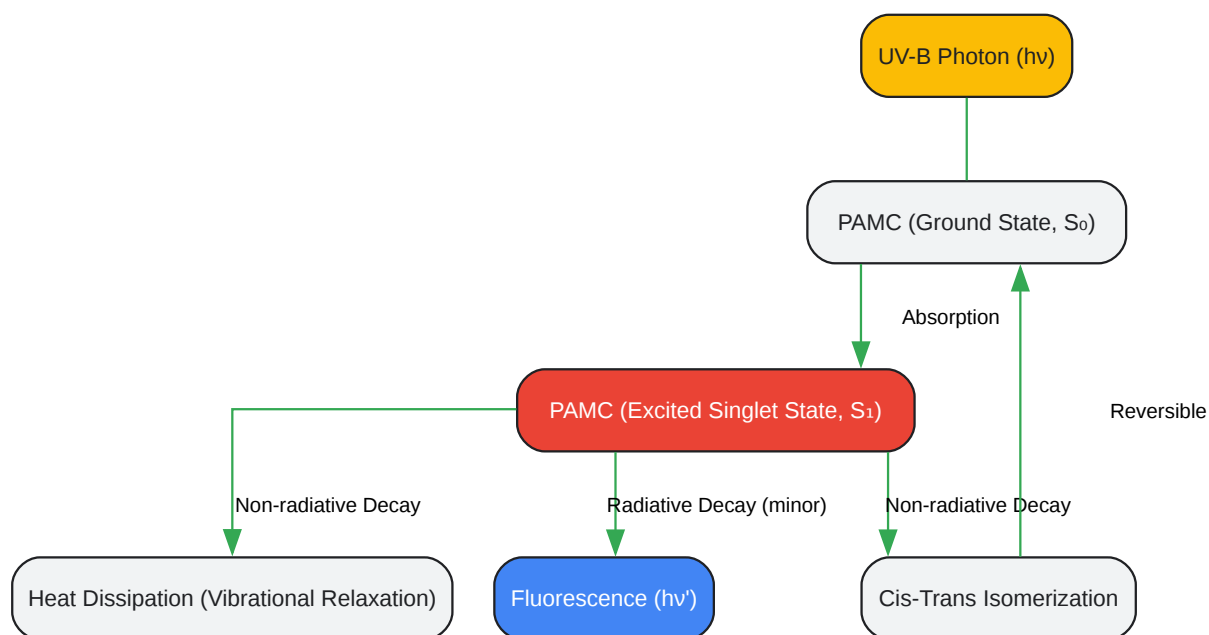 UV-B Photon (hν)
PAMC (Ground State, S₀)
Absorption
PAMC (Excited Singlet State, S₁)
Reversible
Non-radiative Decay
Radiative Decay (minor)
Non-radiative Decay
Heat Dissipation (Vibrational Relaxation)
Fluorescence (hν')
Cis-Trans Isomerization